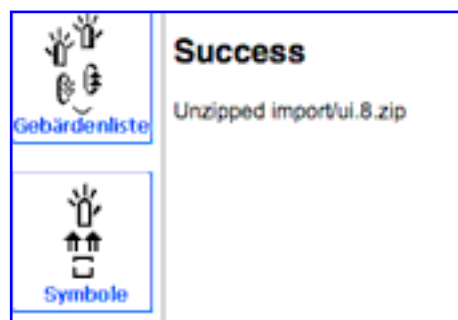 Gebärdenliste
Symbole
Success
Unzipped import/ui.8.zip